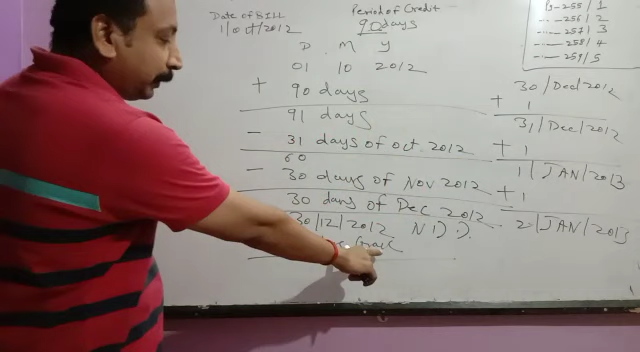 Date of BILL
1/Oct/2012
Period of Credit
90 days
D M Y
01 10 2012
+ 90 days
91 days
- 31 days of Oct. 2012
60
- 30 days of Nov 2012
30 days of Dec 2012
30/12/2012 N.D.D.
Ps-255/1
-256/2
-257/3
-258/4
-259/5
30/Dec/2012
+ 1
31/Dec/2012
+ 1
1/JAN/2013
+ 1
2/JAN/2013